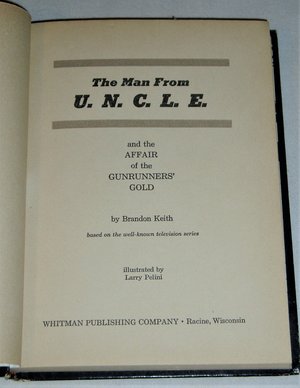 The Man From
U. N. C. L. E.
and the
AFFAIR
of the
GUNRUNNERS'
GOLD
by Brandon Keith
based on the well-known television series
illustrated by
Larry Pelini
WHITMAN PUBLISHING COMPANY • Racine, Wisconsin